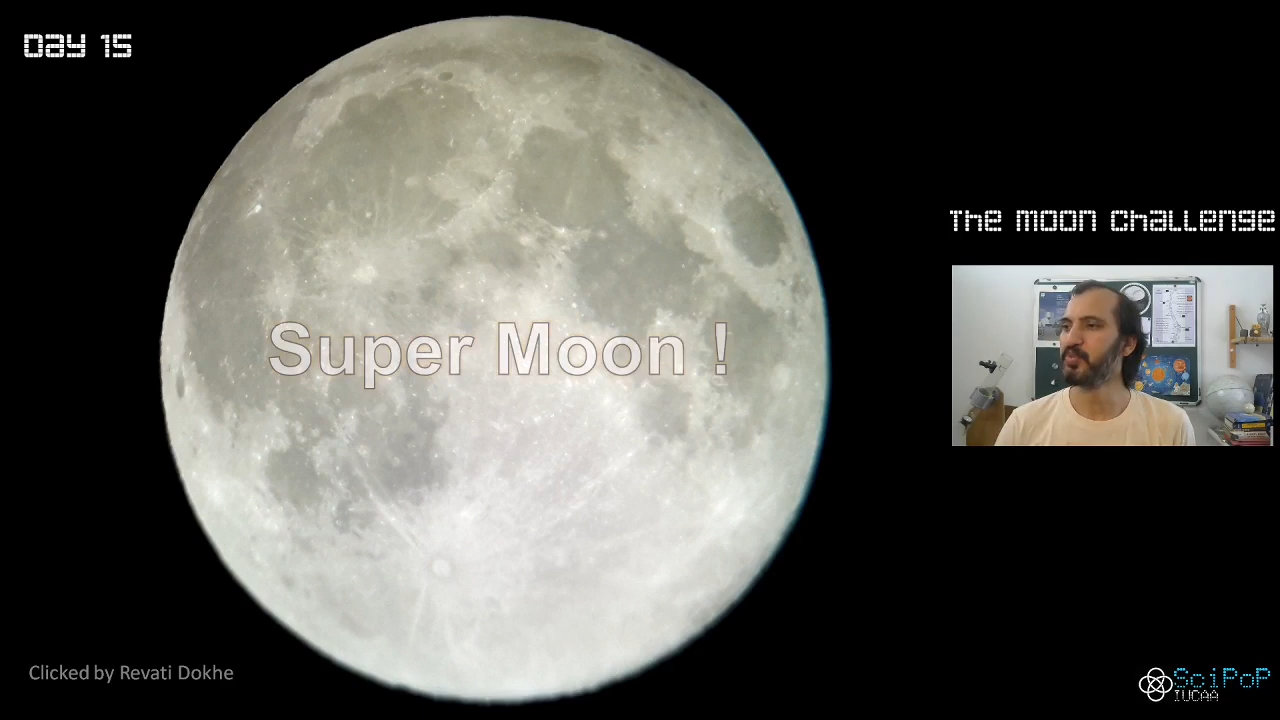 Day 15
The Moon Challenge
Super Moon !
Clicked by Revati Dokhe
SciPoP
IUCAA